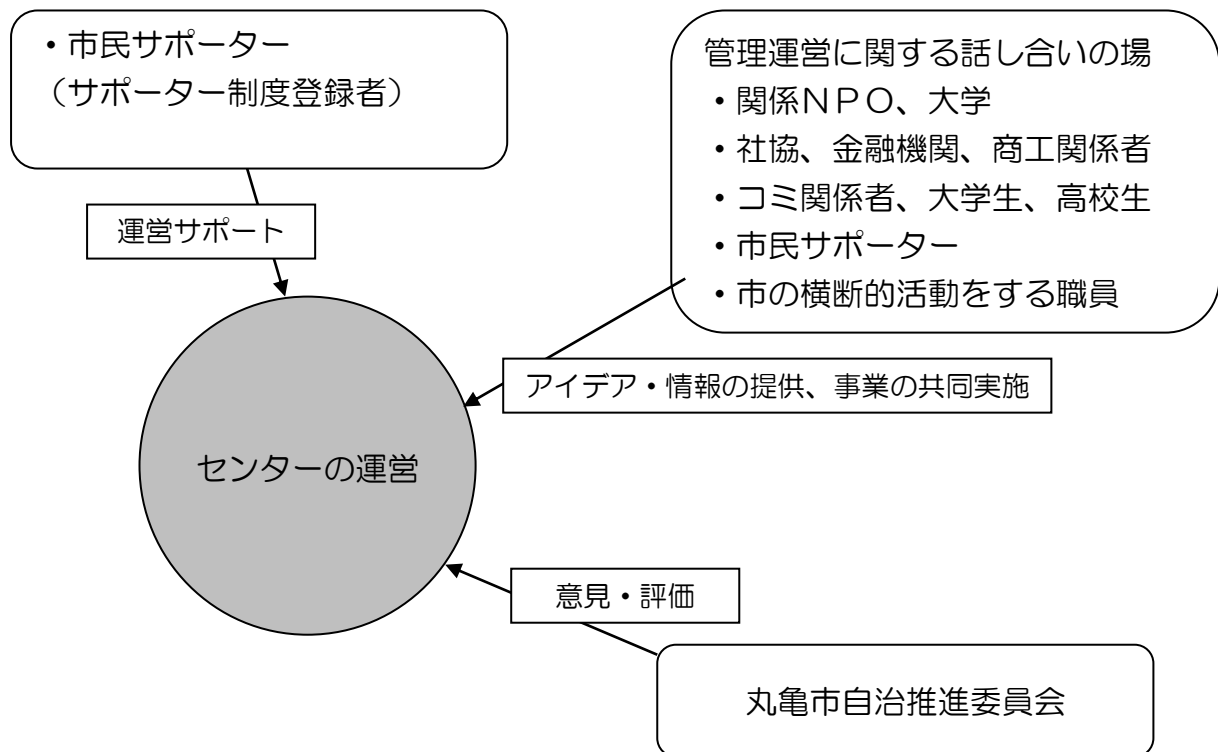 ・市民サポーター
（サポーター制度登録者）
管理運営に関する話し合いの場
・関係ＮＰＯ、大学
・社協、金融機関、商工関係者
・コミ関係者、大学生、高校生
・市民サポーター
・市の横断的活動をする職員
運営サポート
アイデア・情報の提供、事業の共同実施
センターの運営
意見・評価
丸亀市自治推進委員会